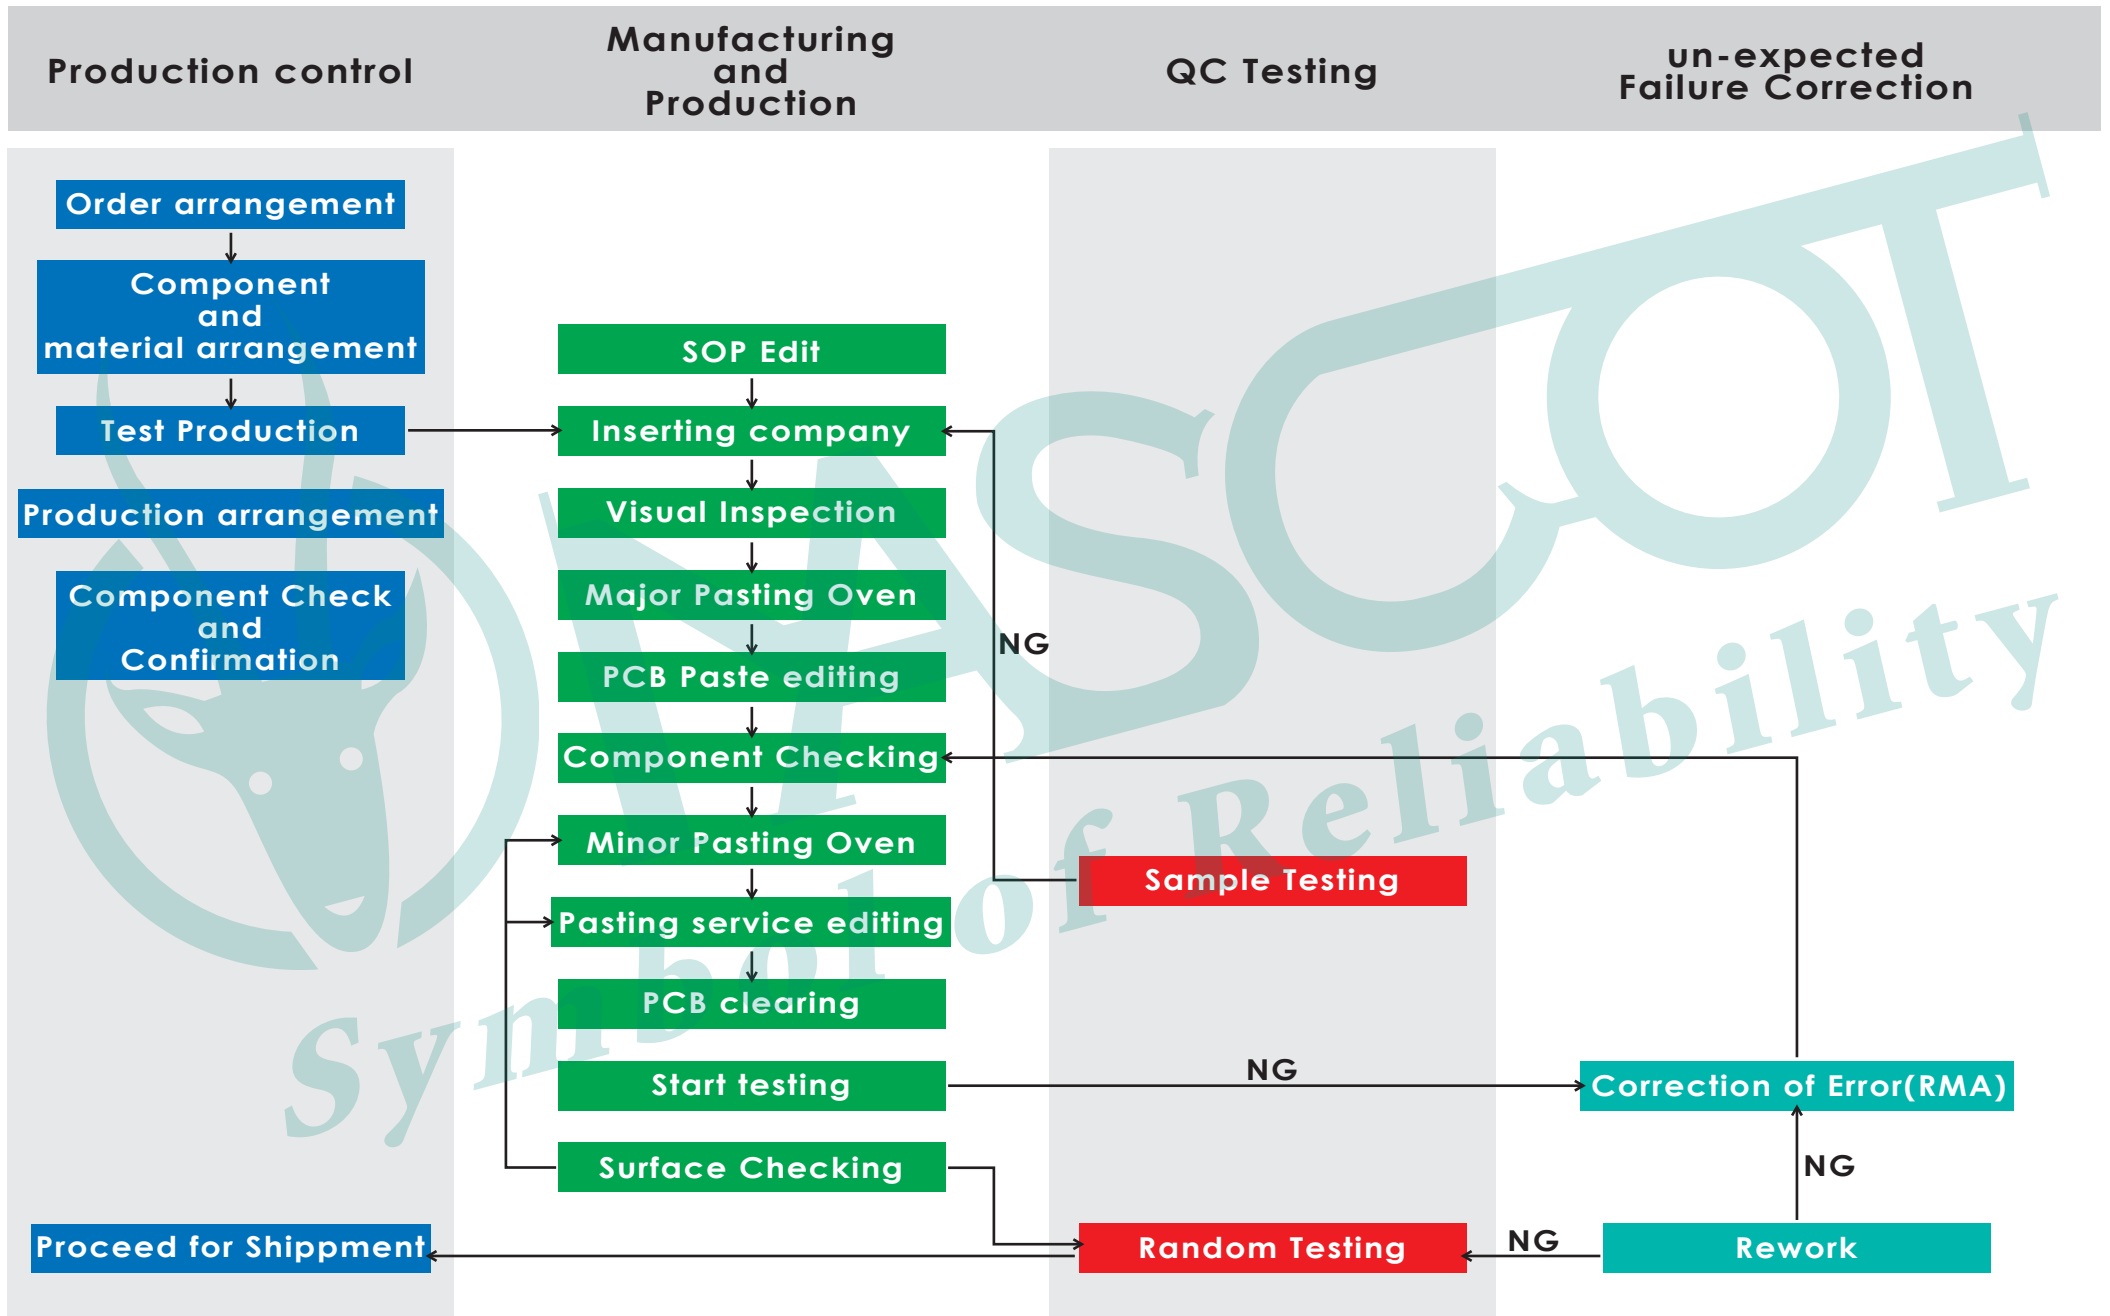 Production control
Manufacturing
and
Production
QC Testing
un-expected
Failure Correction
Order arrangement
Component
and
material arrangement
Test Production
Production arrangement
Component Check
and
Confirmation
Proceed for Shippment
SOP Edit
Inserting company
Visual Inspection
Major Pasting Oven
PCB Paste editing
Component Checking
Minor Pasting Oven
Pasting service editing
PCB clearing
Start testing
Surface Checking
NG
Sample Testing
NG
Random Testing
NG
Correction of Error(RMA)
NG
Rework
MASCOT
Symbol of Reliability